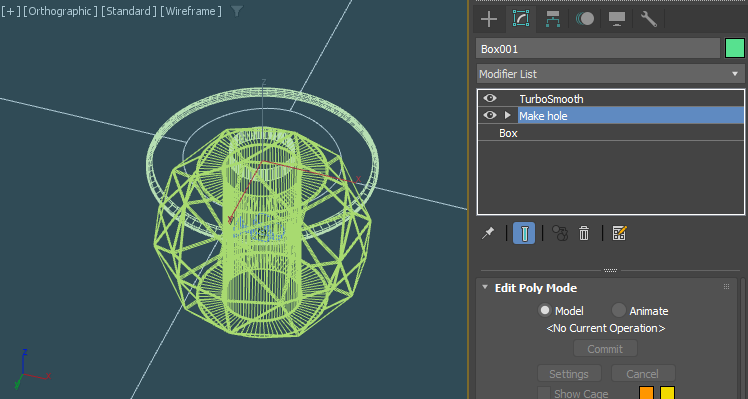 [+] [Orthographic] [Standard] [Wireframe]
Box001
Modifier List
TurboSmooth
Make hole
Box
Edit Poly Mode
Model Animate
<No Current Operation>
Commit
Settings Cancel
Show Cage
z
x
z